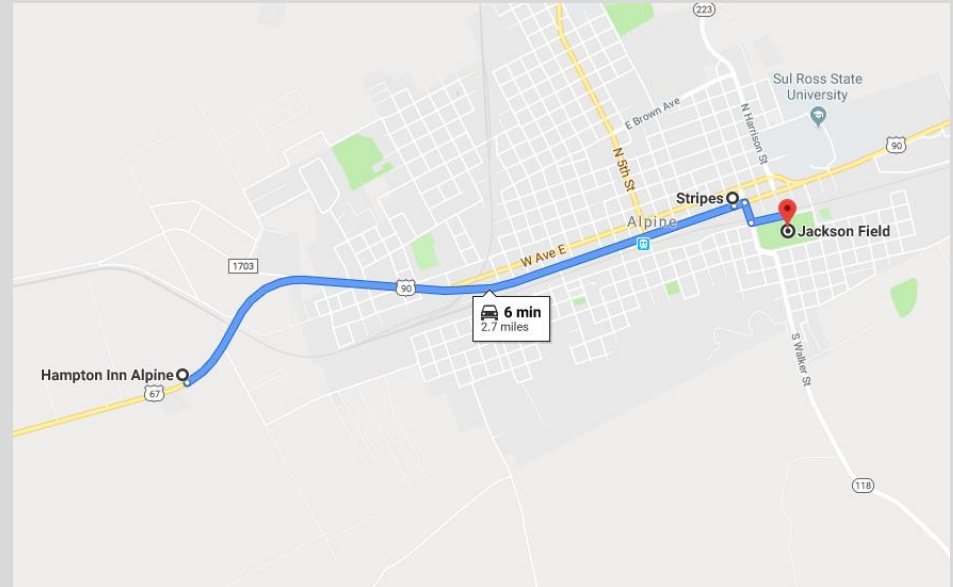 223
Sul Ross State
University
E Brown Ave
N Harrison St
90
N 5th St
Stripes
Alpine
Jackson Field
W Ave E
1703
90
6 min
2.7 miles
Hampton Inn Alpine
67
S Walker St
118